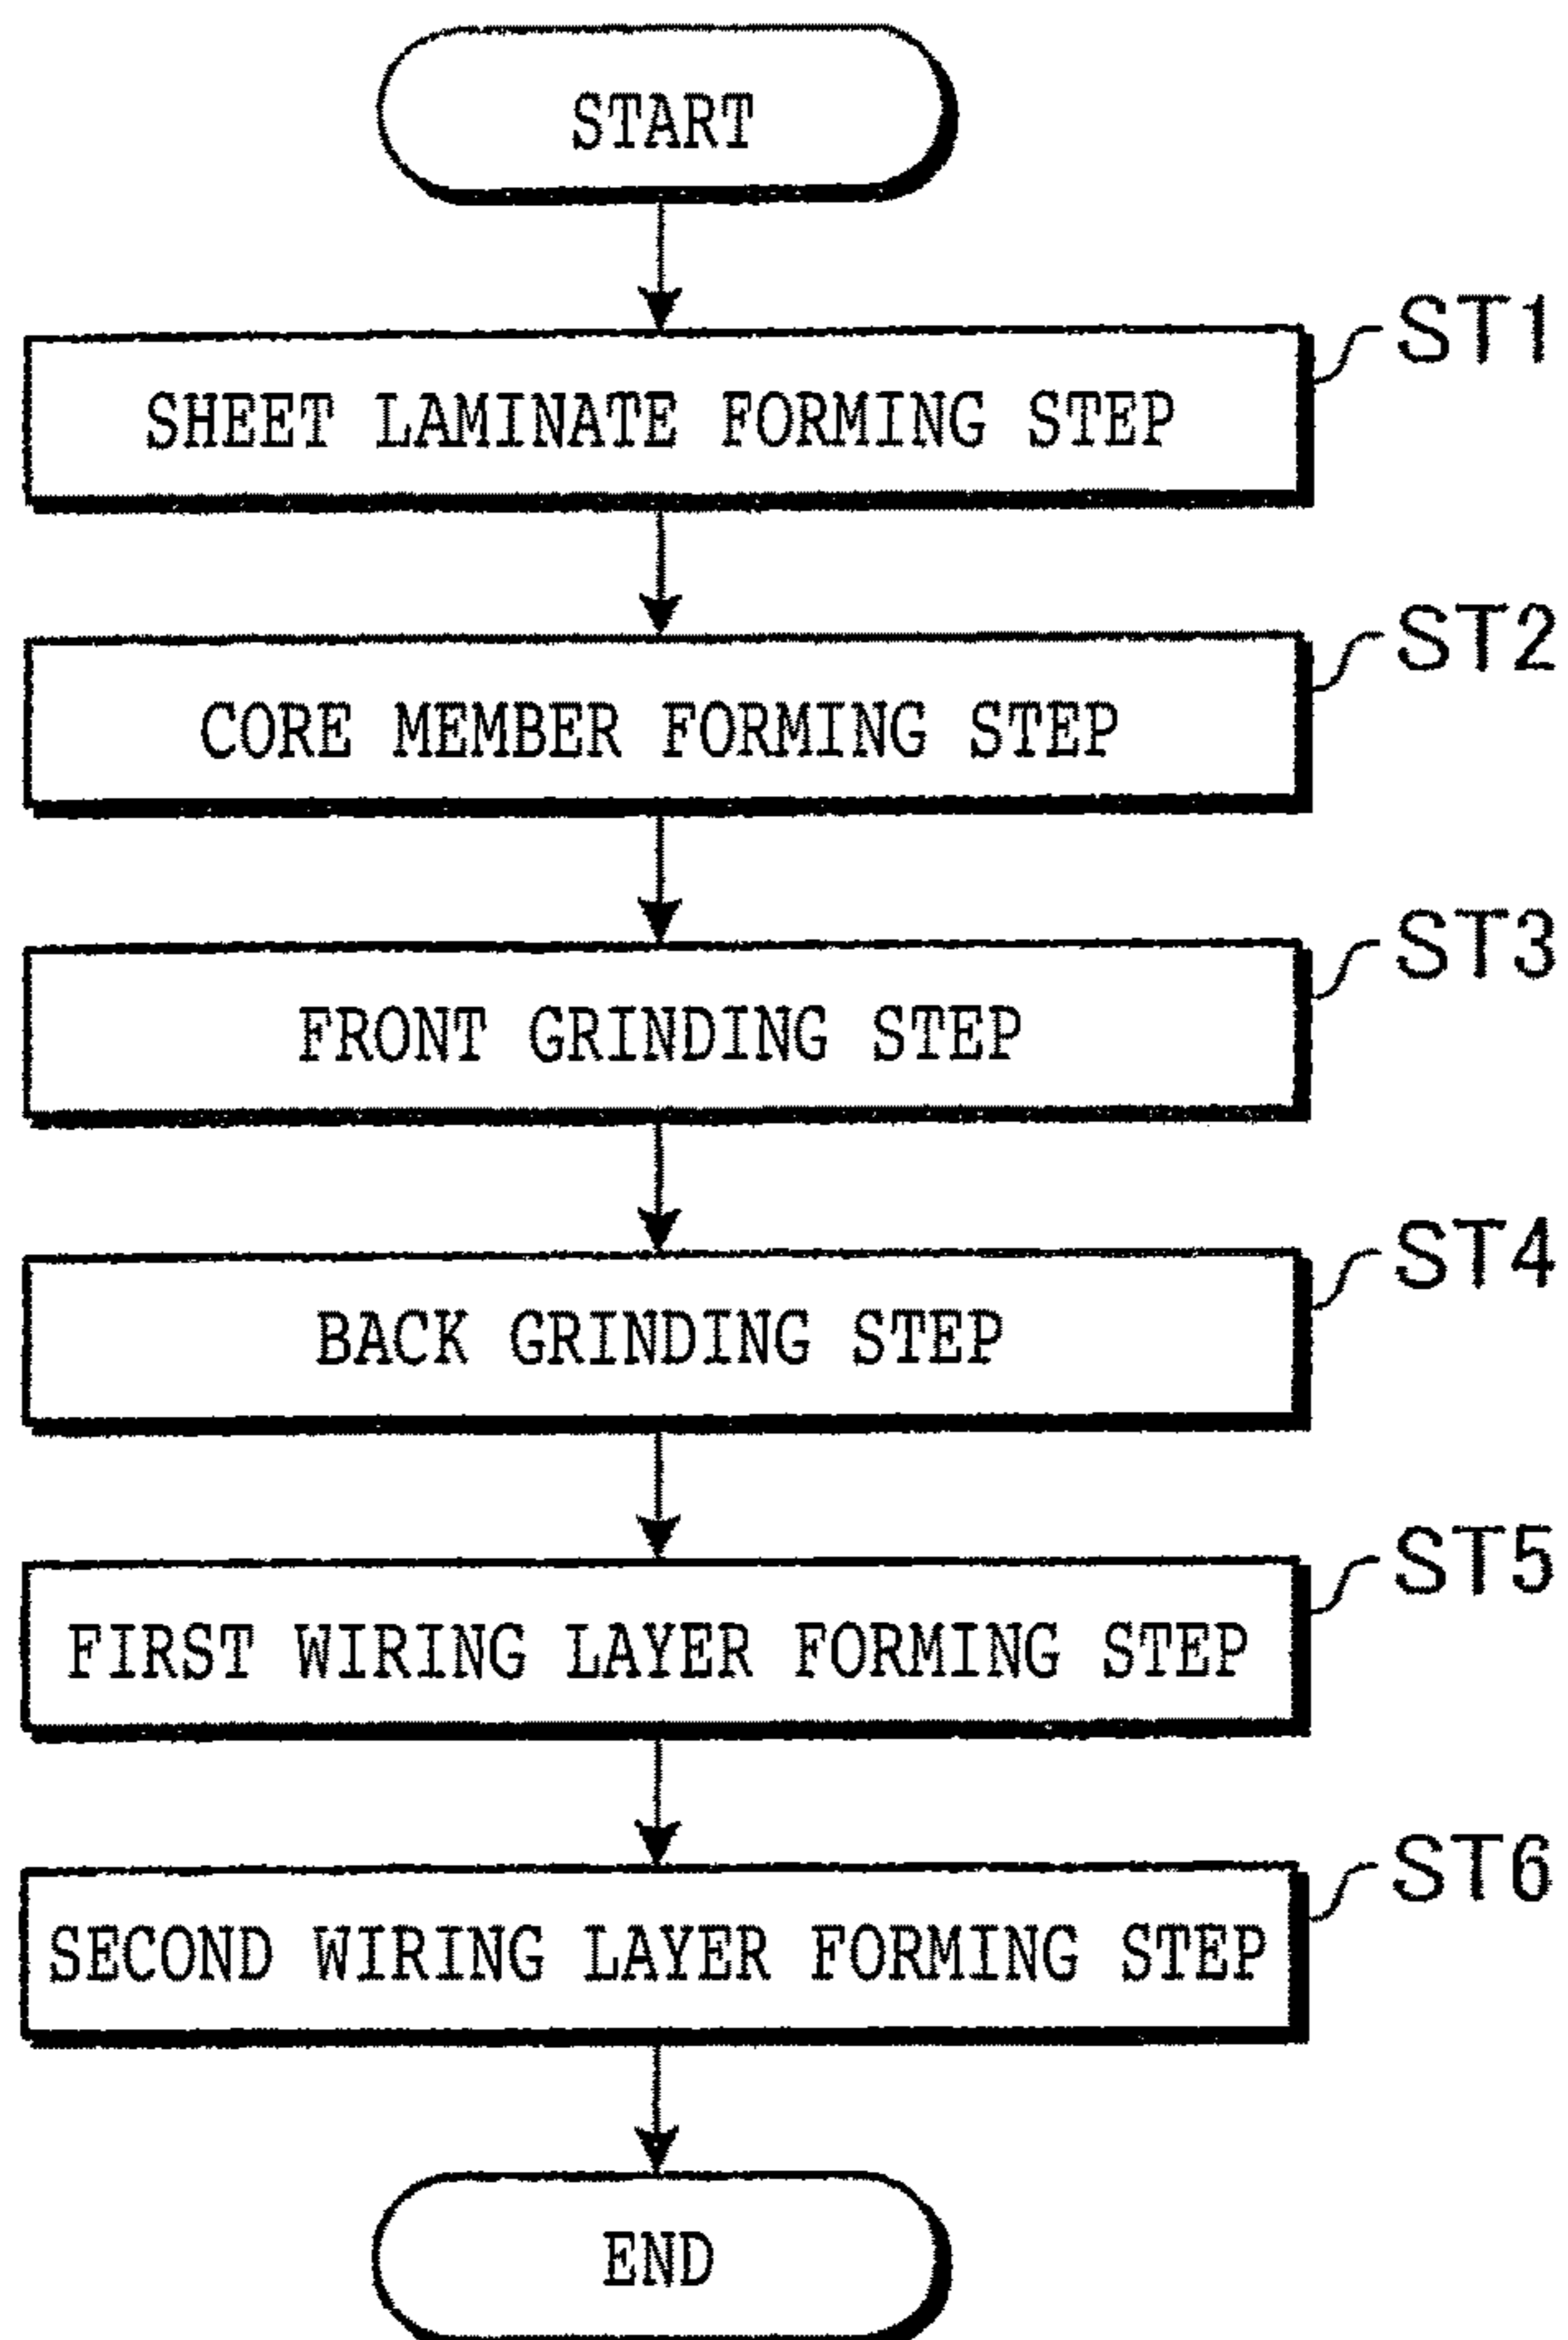 START
ST1
SHEET LAMINATE FORMING STEP
ST2
CORE MEMBER FORMING STEP
ST3
FRONT GRINDING STEP
ST4
BACK GRINDING STEP
ST5
FIRST WIRING LAYER FORMING STEP
ST6
SECOND WIRING LAYER FORMING STEP
END